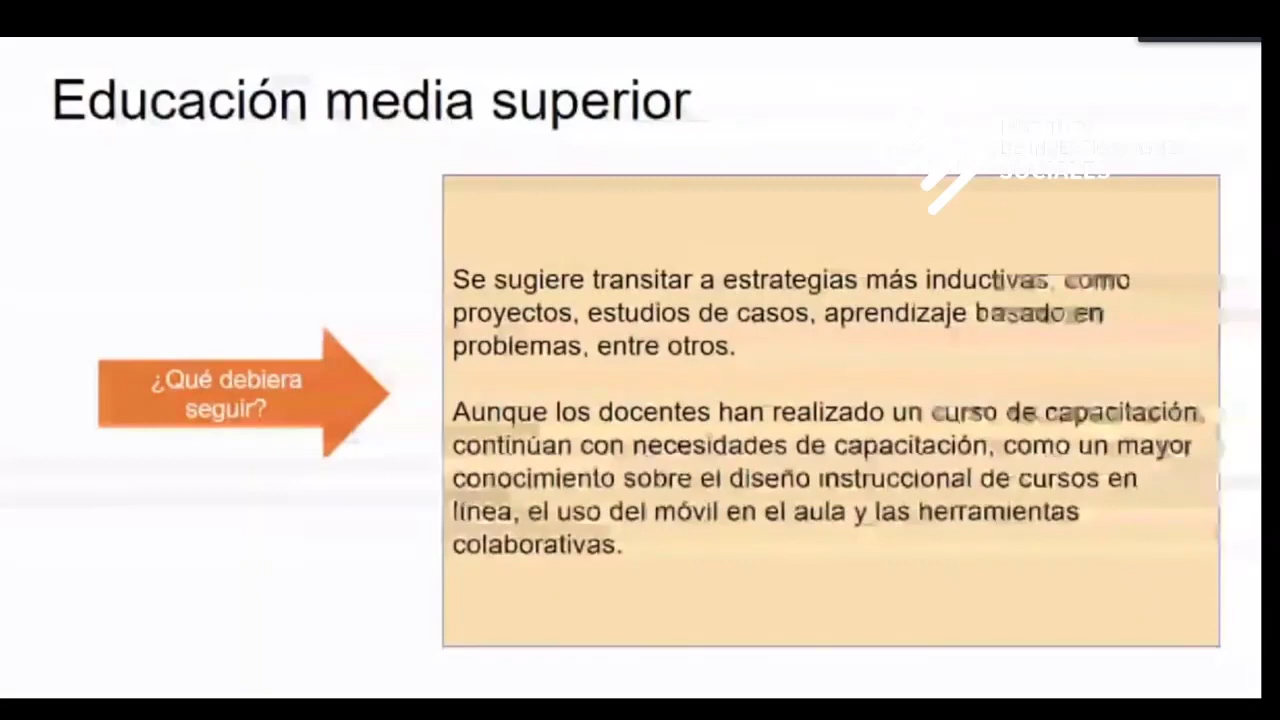 Educación media superior
SOCIALES
¿Qué debiera
seguir?
Se sugiere transitar a estrategias más inductivas, como
proyectos, estudios de casos, aprendizaje basado en
problemas, entre otros.
Aunque los docentes han realizado un curso de capacitación,
continúan con necesidades de capacitación, como un mayor
conocimiento sobre el diseño instruccional de cursos en
línea, el uso del móvil en el aula y las herramientas
colaborativas.